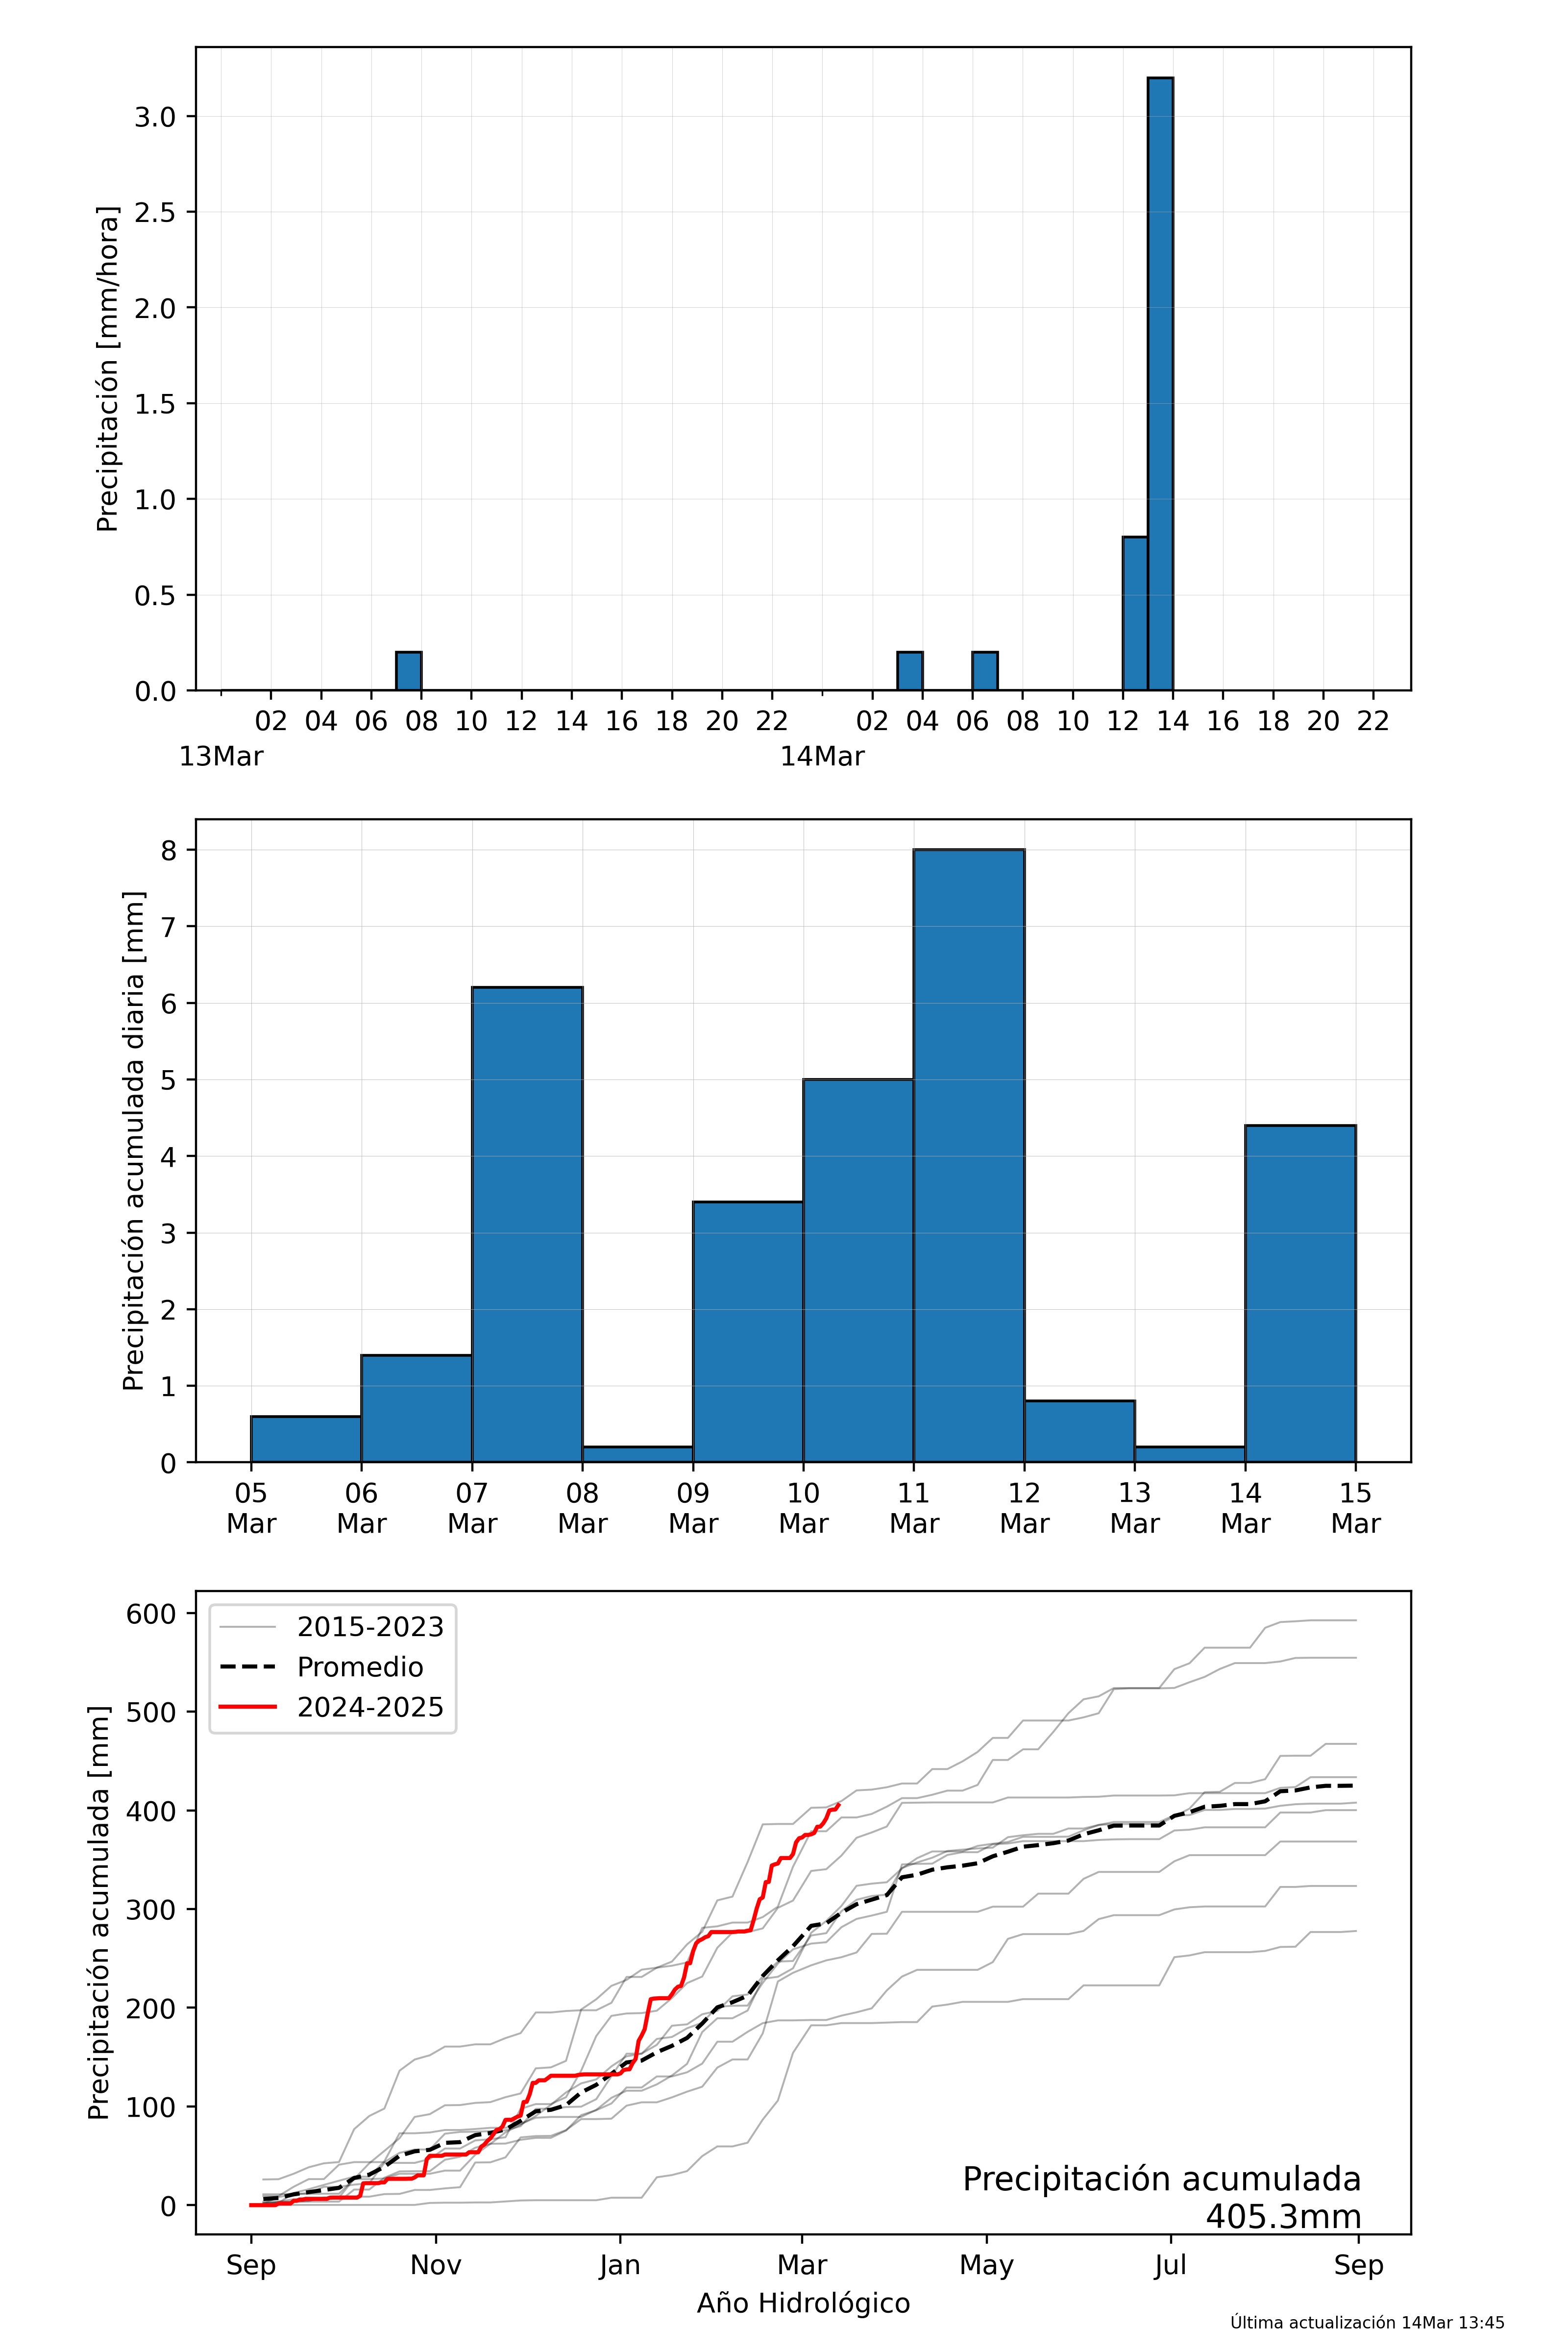 Precipitación [mm/hora]
3.0
2.5
2.0
1.5
1.0
0.5
0.0
02 04 06 08 10 12 14 16 18 20 22 02 04 06 08 10 12 14 16 18 20 22
13Mar 14Mar
Precipitación acumulada diaria [mm]
8
7
6
5
4
3
2
1
0
05 06 07 08 09 10 11 12 13 14 15
Mar Mar Mar Mar Mar Mar Mar Mar Mar Mar Mar
Precipitación acumulada [mm]
600
500
400
300
200
100
0
2015-2023
Promedio
2024-2025
Precipitación acumulada
405.3mm
Sep Nov Jan Mar May Jul Sep
Año Hidrológico
Última actualización 14Mar 13:45